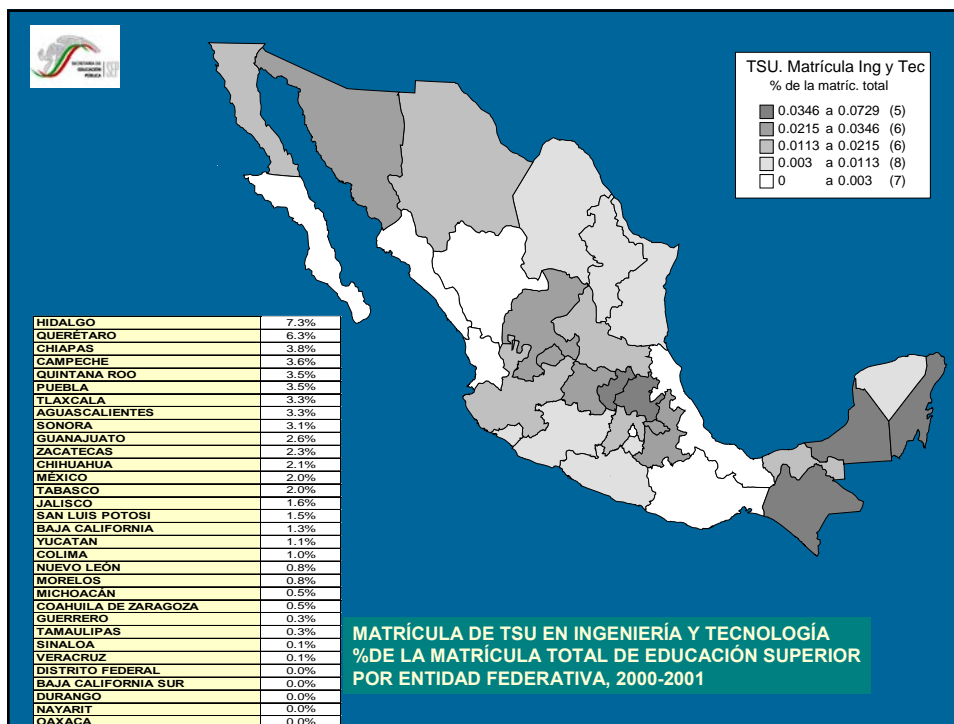 SECRETARÍA DE
EDUCACIÓN
PÚBLICA
SEP
TSU. Matrícula Ing y Tec
% de la matríc. total
0.0346 a 0.0729 (5)
0.0215 a 0.0346 (6)
0.0113 a 0.0215 (6)
0.003 a 0.0113 (8)
0 a 0.003 (7)
HIDALGO 7.3%
QUERÉTARO 6.3%
CHIAPAS 3.8%
CAMPECHE 3.6%
QUINTANA ROO 3.5%
PUEBLA 3.5%
TLAXCALA 3.3%
AGUASCALIENTES 3.3%
SONORA 3.1%
GUANAJUATO 2.6%
ZACATECAS 2.3%
CHIHUAHUA 2.1%
MÉXICO 2.0%
TABASCO 2.0%
JALISCO 1.6%
SAN LUIS POTOSI 1.5%
BAJA CALIFORNIA 1.3%
YUCATAN 1.1%
COLIMA 1.0%
NUEVO LEÓN 0.8%
MORELOS 0.8%
MICHOACÁN 0.5%
COAHUILA DE ZARAGOZA 0.5%
GUERRERO 0.3%
TAMAULIPAS 0.3%
SINALOA 0.1%
VERACRUZ 0.1%
DISTRITO FEDERAL 0.0%
BAJA CALIFORNIA SUR 0.0%
DURANGO 0.0%
NAYARIT 0.0%
OAXACA 0.0%
MATRÍCULA DE TSU EN INGENIERÍA Y TECNOLOGÍA
%DE LA MATRÍCULA TOTAL DE EDUCACIÓN SUPERIOR
POR ENTIDAD FEDERATIVA, 2000-2001